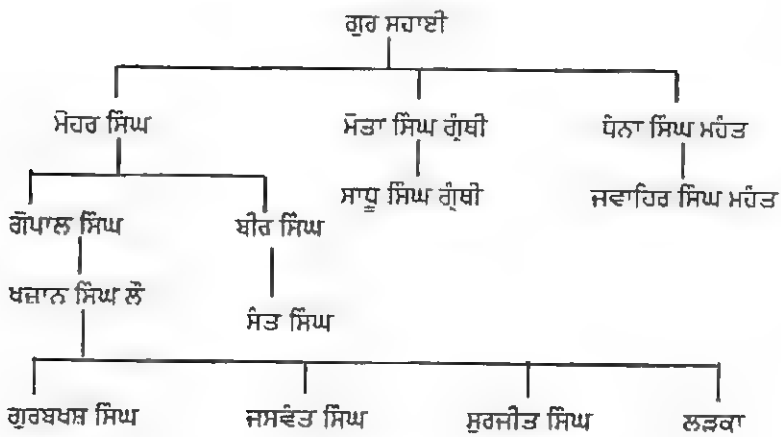 ਗੁਰ ਸਹਾਈ
ਮੋਹਰ ਸਿੰਘ ਮੋਤਾ ਸਿੰਘ ਗ੍ਰੰਥੀ ਧੰਨਾ ਸਿੰਘ ਮਹੰਤ
ਸਾਧੂ ਸਿੰਘ ਗ੍ਰੰਥੀ ਜਵਾਹਿਰ ਸਿੰਘ ਮਹੰਤ
ਗੋਪਾਲ ਸਿੰਘ ਬੀਰ ਸਿੰਘ
ਖਜ਼ਾਨ ਸਿੰਘ ਲੌ
ਸੰਤ ਸਿੰਘ
ਗੁਰਬਖਸ਼ ਸਿੰਘ ਜਸਵੰਤ ਸਿੰਘ ਸੁਰਜੀਤ ਸਿੰਘ ਲੜਕਾ